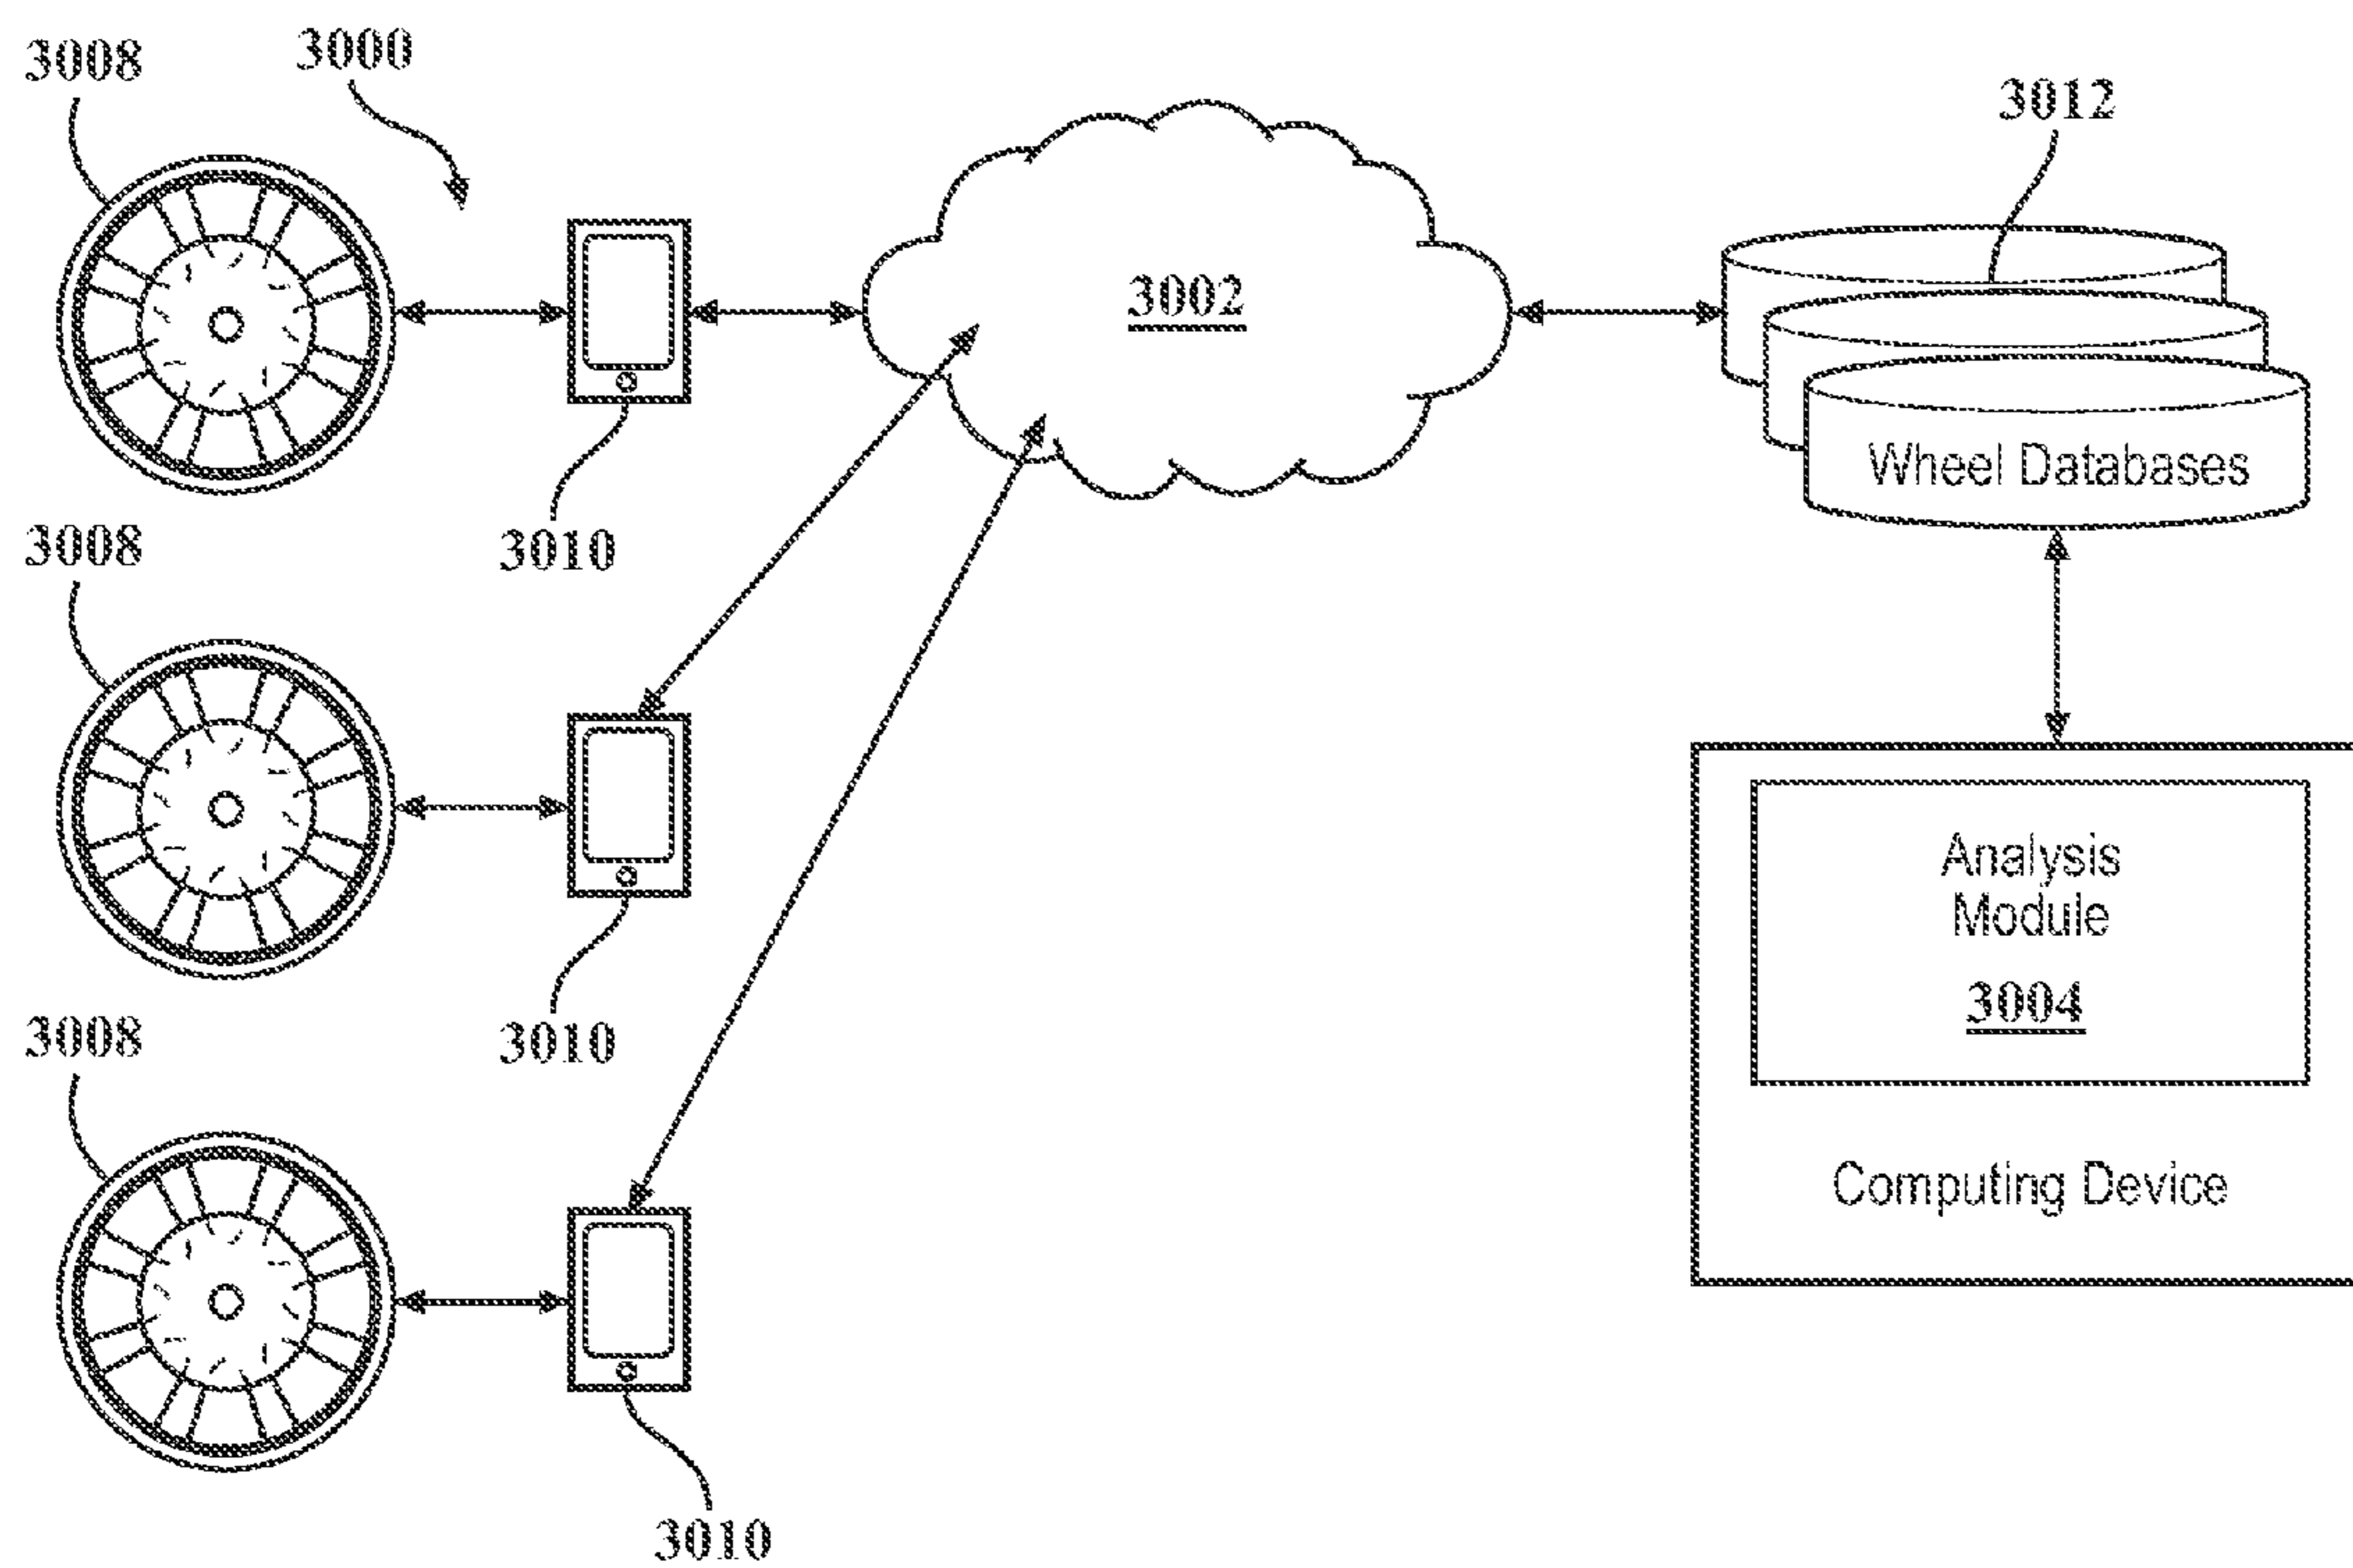 3008
3000
3012
3002
3010
Wheel Databases
3008
3010
Analysis
Module
3004
3008
Computing Device
3010